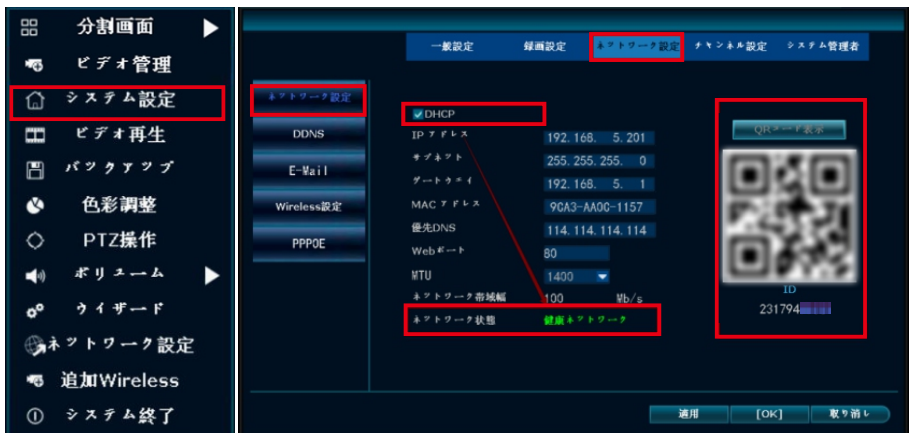 分割画面
ビデオ管理
システム設定
ビデオ再生
バックアップ
色彩調整
PTZ操作
ボリューム
ウイザード
ネットワーク設定
追加Wireless
システム終了
一般設定 録画設定 ネットワーク設定 チャンネル設定 システム管理者
ネットワーク設定
DDNS
E-Mail
Wireless設定
PPPOE
DHCP
IP アドレス 192.168. 5.201
サブネット 255.255.255. 0
ゲートウェイ 192.168. 5. 1
MAC アドレス 9CA3-AA0C-1157
優先DNS 114.114.114.114
Webポート 80
MTU 1400
ネットワーク帯域幅 100 Mb/s
ネットワーク状態 健康ネットワーク
QRコード表示
ID
231794
適用 [OK] 取り消し